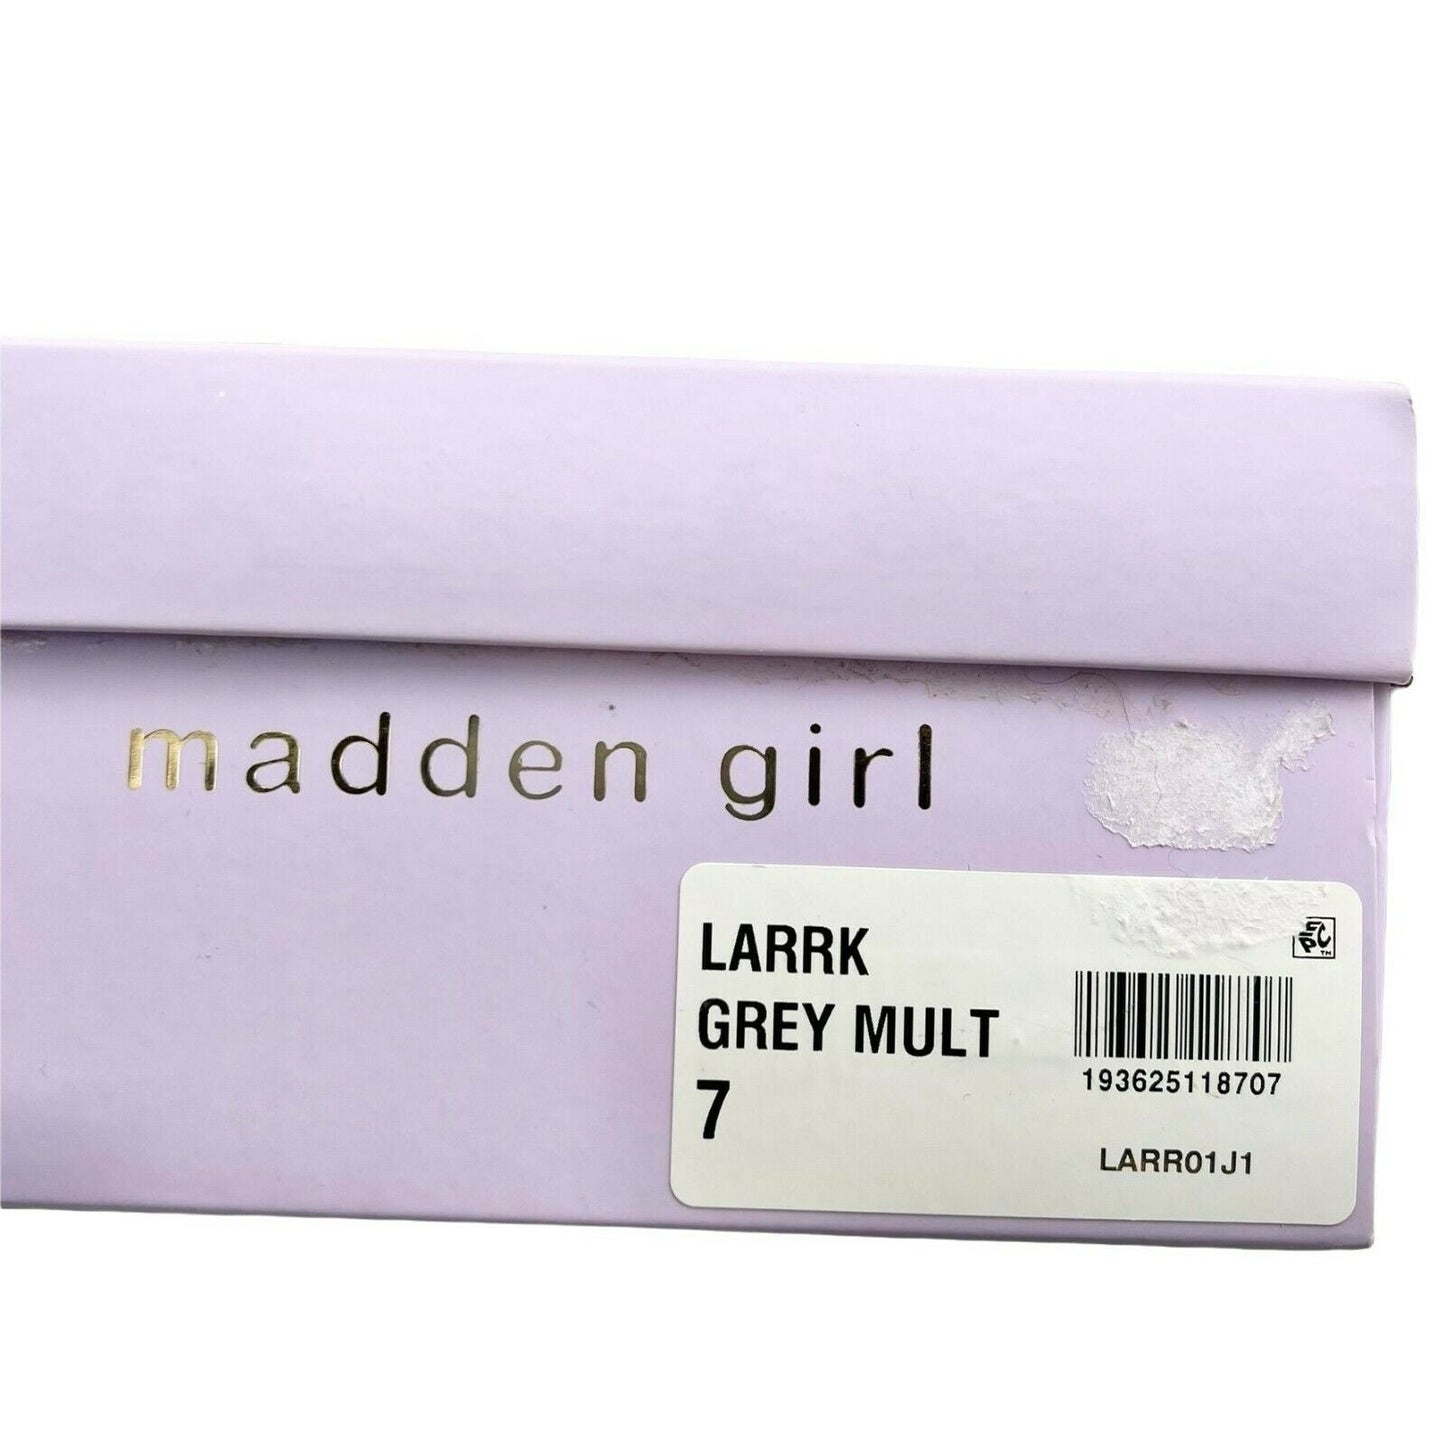 madden girl
LARRK
GREY MULT
7
193625118707
LARR01J1